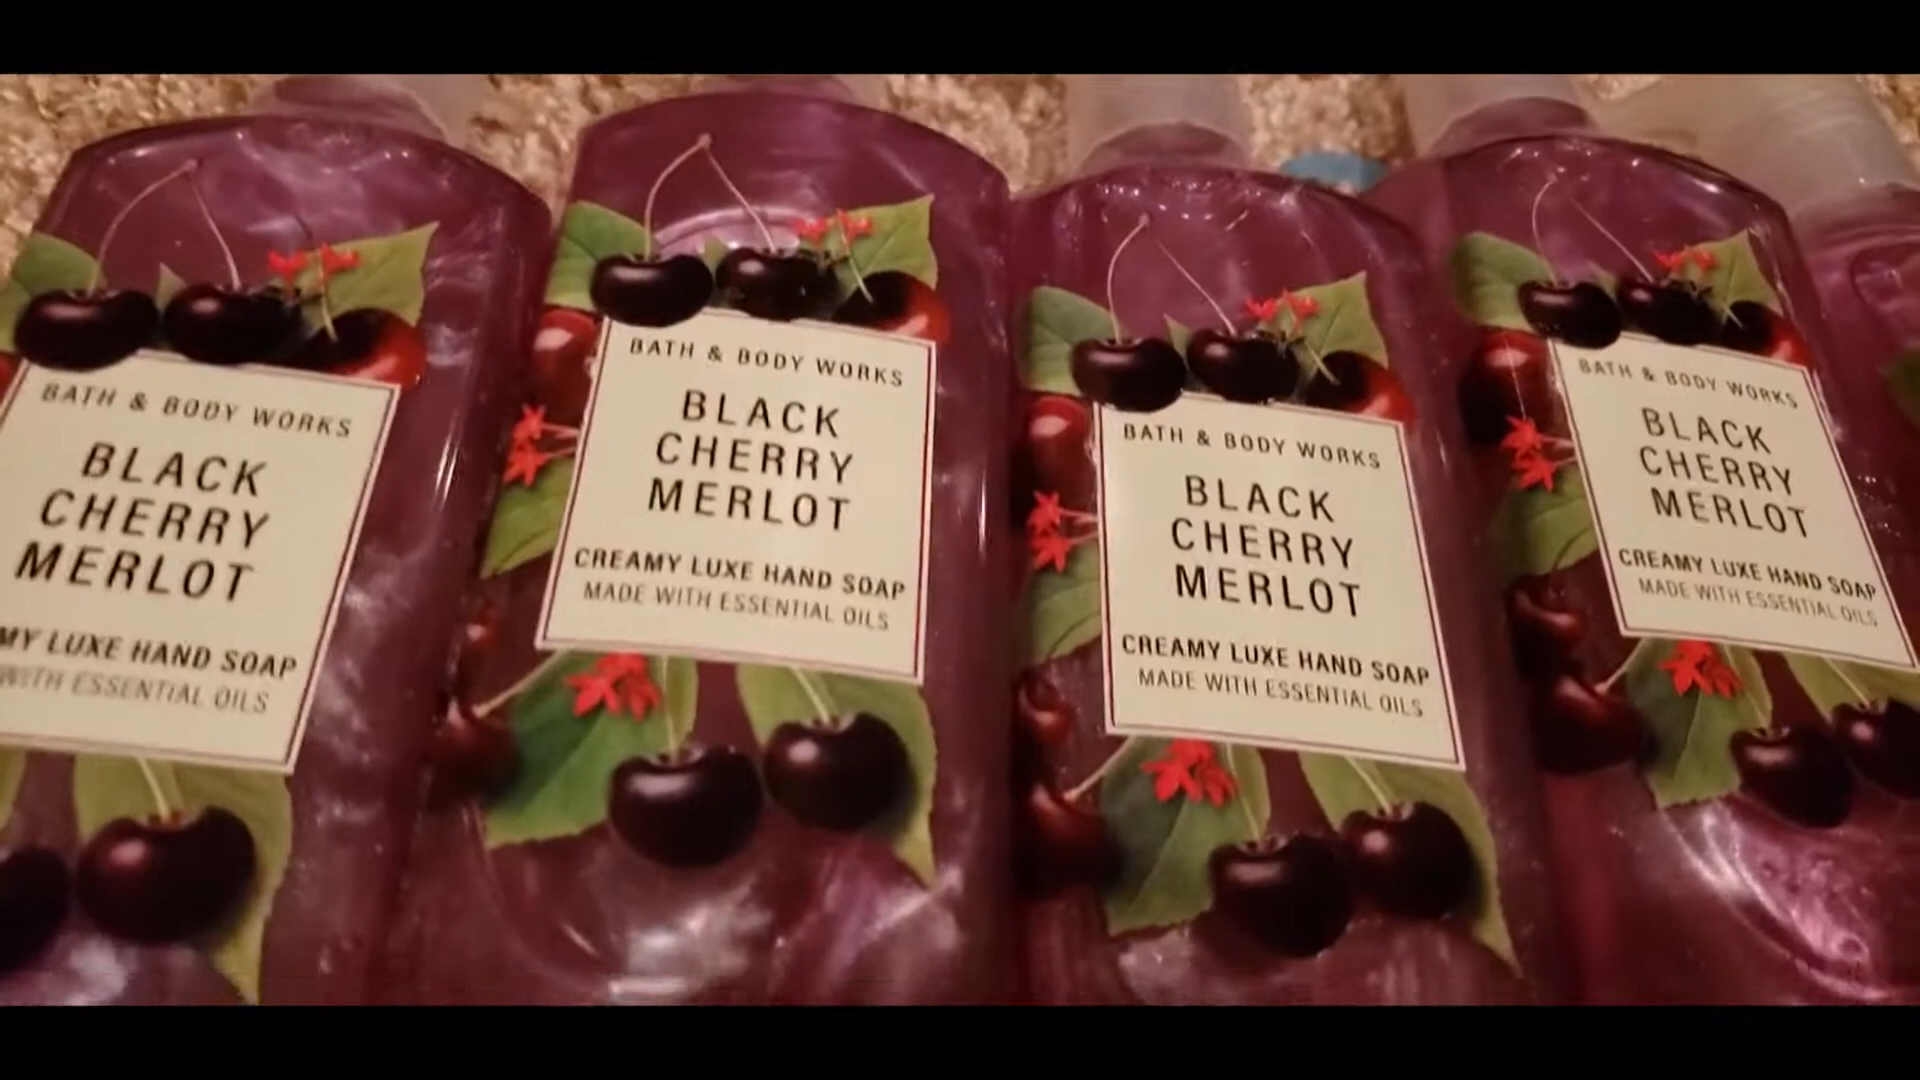 BATH & BODY WORKS
BLACK
CHERRY
MERLOT
MY LUXE HAND SOAP
WITH ESSENTIAL OILS
BATH & BODY WORKS
BLACK
CHERRY
MERLOT
CREAMY LUXE HAND SOAP
MADE WITH ESSENTIAL OILS
BATH & BODY WORKS
BLACK
CHERRY
MERLOT
CREAMY LUXE HAND SOAP
MADE WITH ESSENTIAL OILS
BATH & BODY WORKS
BLACK
CHERRY
MERLOT
CREAMY LUXE HAND SOAP
MADE WITH ESSENTIAL OILS